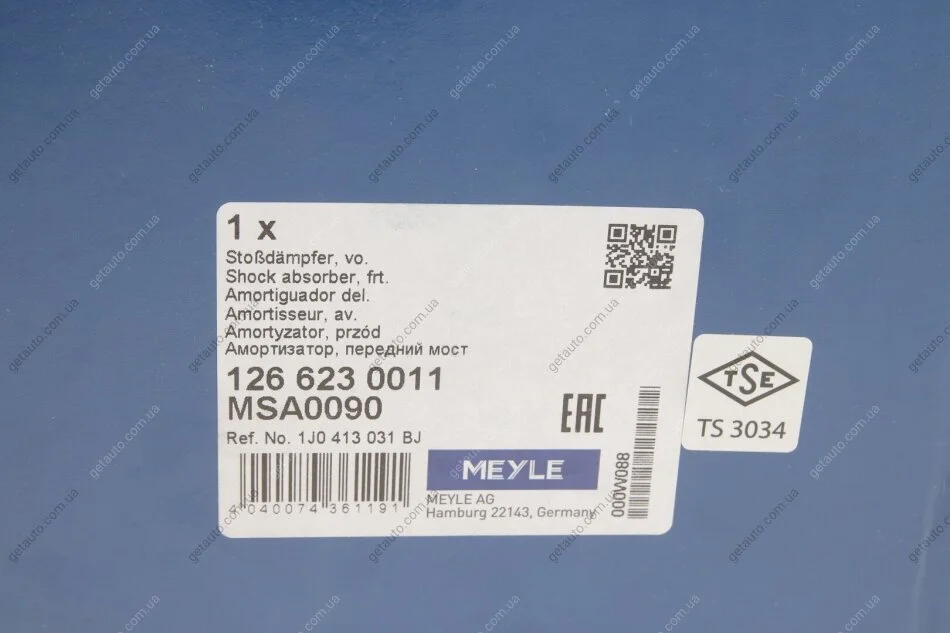 1 x
Stoßdämpfer, vo.
Shock absorber, frt.
Amortiguador del.
Amortisseur, av.
Amortyzator, przód
Амортизатор, передний мост
126 623 0011
MSA0090
Ref. No. 1J0 413 031 BJ
4 040074 361191
EAC
MEYLE
MEYLE AG
Hamburg 22143, Germany
000W088
TSE
TS 3034
getauto.com.ua